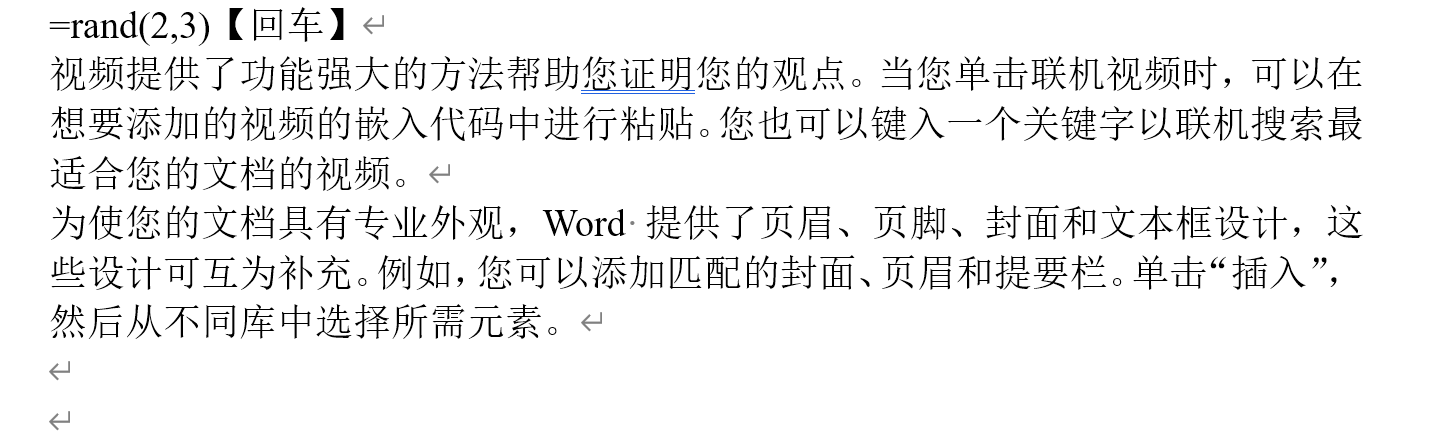 =rand(2,3)【回车】↵
视频提供了功能强大的方法帮助您证明您的观点。当您单击联机视频时，可以在
想要添加的视频的嵌入代码中进行粘贴。您也可以键入一个关键字以联机搜索最
适合您的文档的视频。↵
为使您的文档具有专业外观，Word· 提供了页眉、页脚、封面和文本框设计，这
些设计可互为补充。例如，您可以添加匹配的封面、页眉和提要栏。单击“插入”，
然后从不同库中选择所需元素。↵
↵
↵